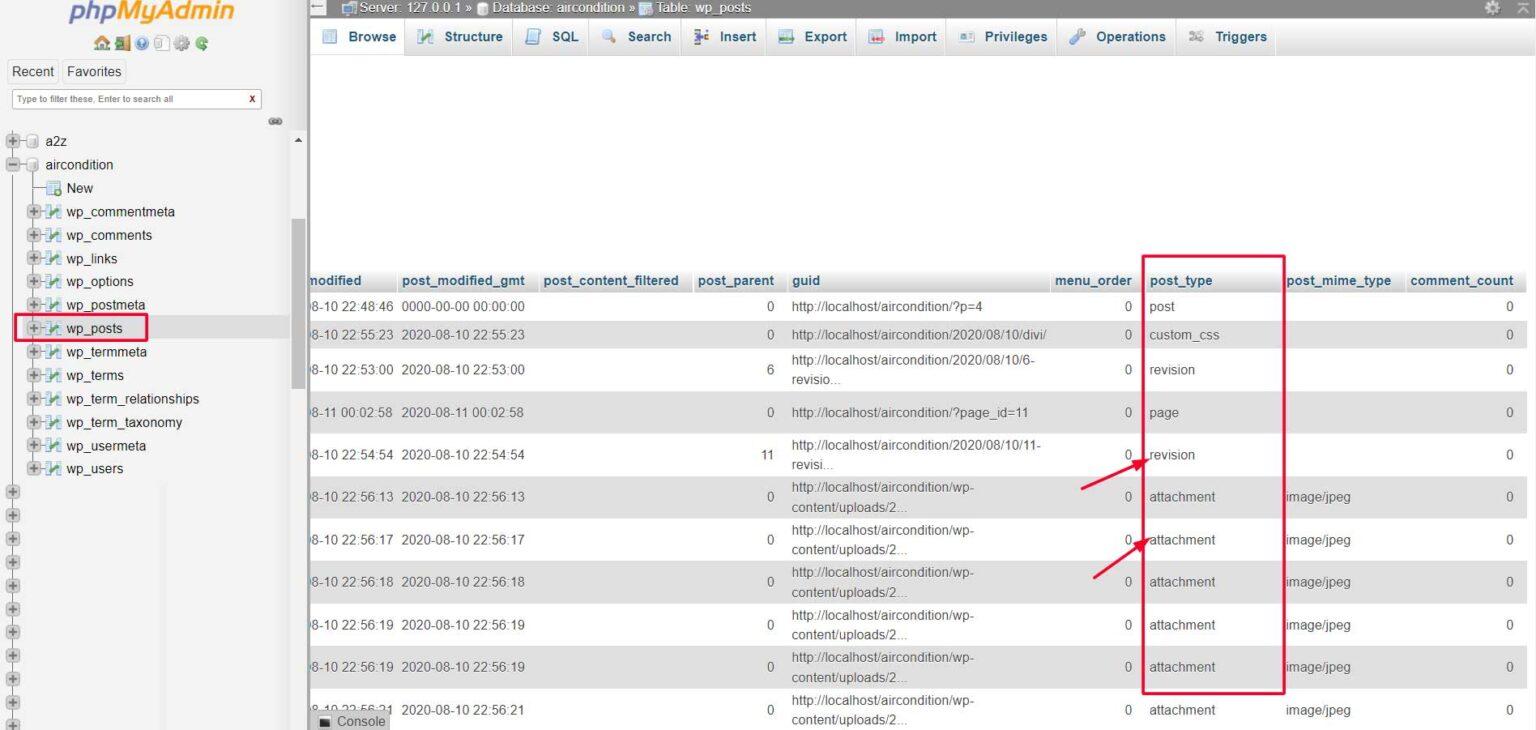 phpMyAdmin
Recent Favorites
Type to filter these, Enter to search all X
a2z
aircondition
New
wp_commentmeta
wp_comments
wp_links
wp_options
wp_postmeta
wp_posts
wp_termmeta
wp_terms
wp_term_relationships
wp_term_taxonomy
wp_usermeta
wp_users
Server: 127.0.0.1 » Database: aircondition » Table: wp_posts
Browse Structure SQL Search Insert Export Import Privileges Operations Triggers
modified post_modified_gmt post_content_filtered post_parent guid menu_order post_type post_mime_type comment_count
8-10 22:48:46 0000-00-00 00:00:00 0 http://localhost/aircondition/?p=4 0 post 0
8-10 22:55:23 2020-08-10 22:55:23 0 http://localhost/aircondition/2020/08/10/divi/ 0 custom_css 0
8-10 22:53:00 2020-08-10 22:53:00 6 http://localhost/aircondition/2020/08/10/6- 0 revision 0
revisio...
8-11 00:02:58 2020-08-11 00:02:58 0 http://localhost/aircondition/?page_id=11 0 page 0
8-10 22:54:54 2020-08-10 22:54:54 11 http://localhost/aircondition/2020/08/10/11- 0 revision 0
revisi...
8-10 22:56:13 2020-08-10 22:56:13 0 http://localhost/aircondition/wp- 0 attachment image/jpeg 0
content/uploads/2...
8-10 22:56:17 2020-08-10 22:56:17 0 http://localhost/aircondition/wp- 0 attachment image/jpeg 0
content/uploads/2...
8-10 22:56:18 2020-08-10 22:56:18 0 http://localhost/aircondition/wp- 0 attachment image/jpeg 0
content/uploads/2...
8-10 22:56:19 2020-08-10 22:56:19 0 http://localhost/aircondition/wp- 0 attachment image/jpeg 0
content/uploads/2...
8-10 22:56:19 2020-08-10 22:56:19 0 http://localhost/aircondition/wp- 0 attachment image/jpeg 0
content/uploads/2...
8-10 22:56:21 2020-08-10 22:56:21 0 http://localhost/aircondition/wp- 0 attachment image/jpeg 0
content/uploads/2...
Console